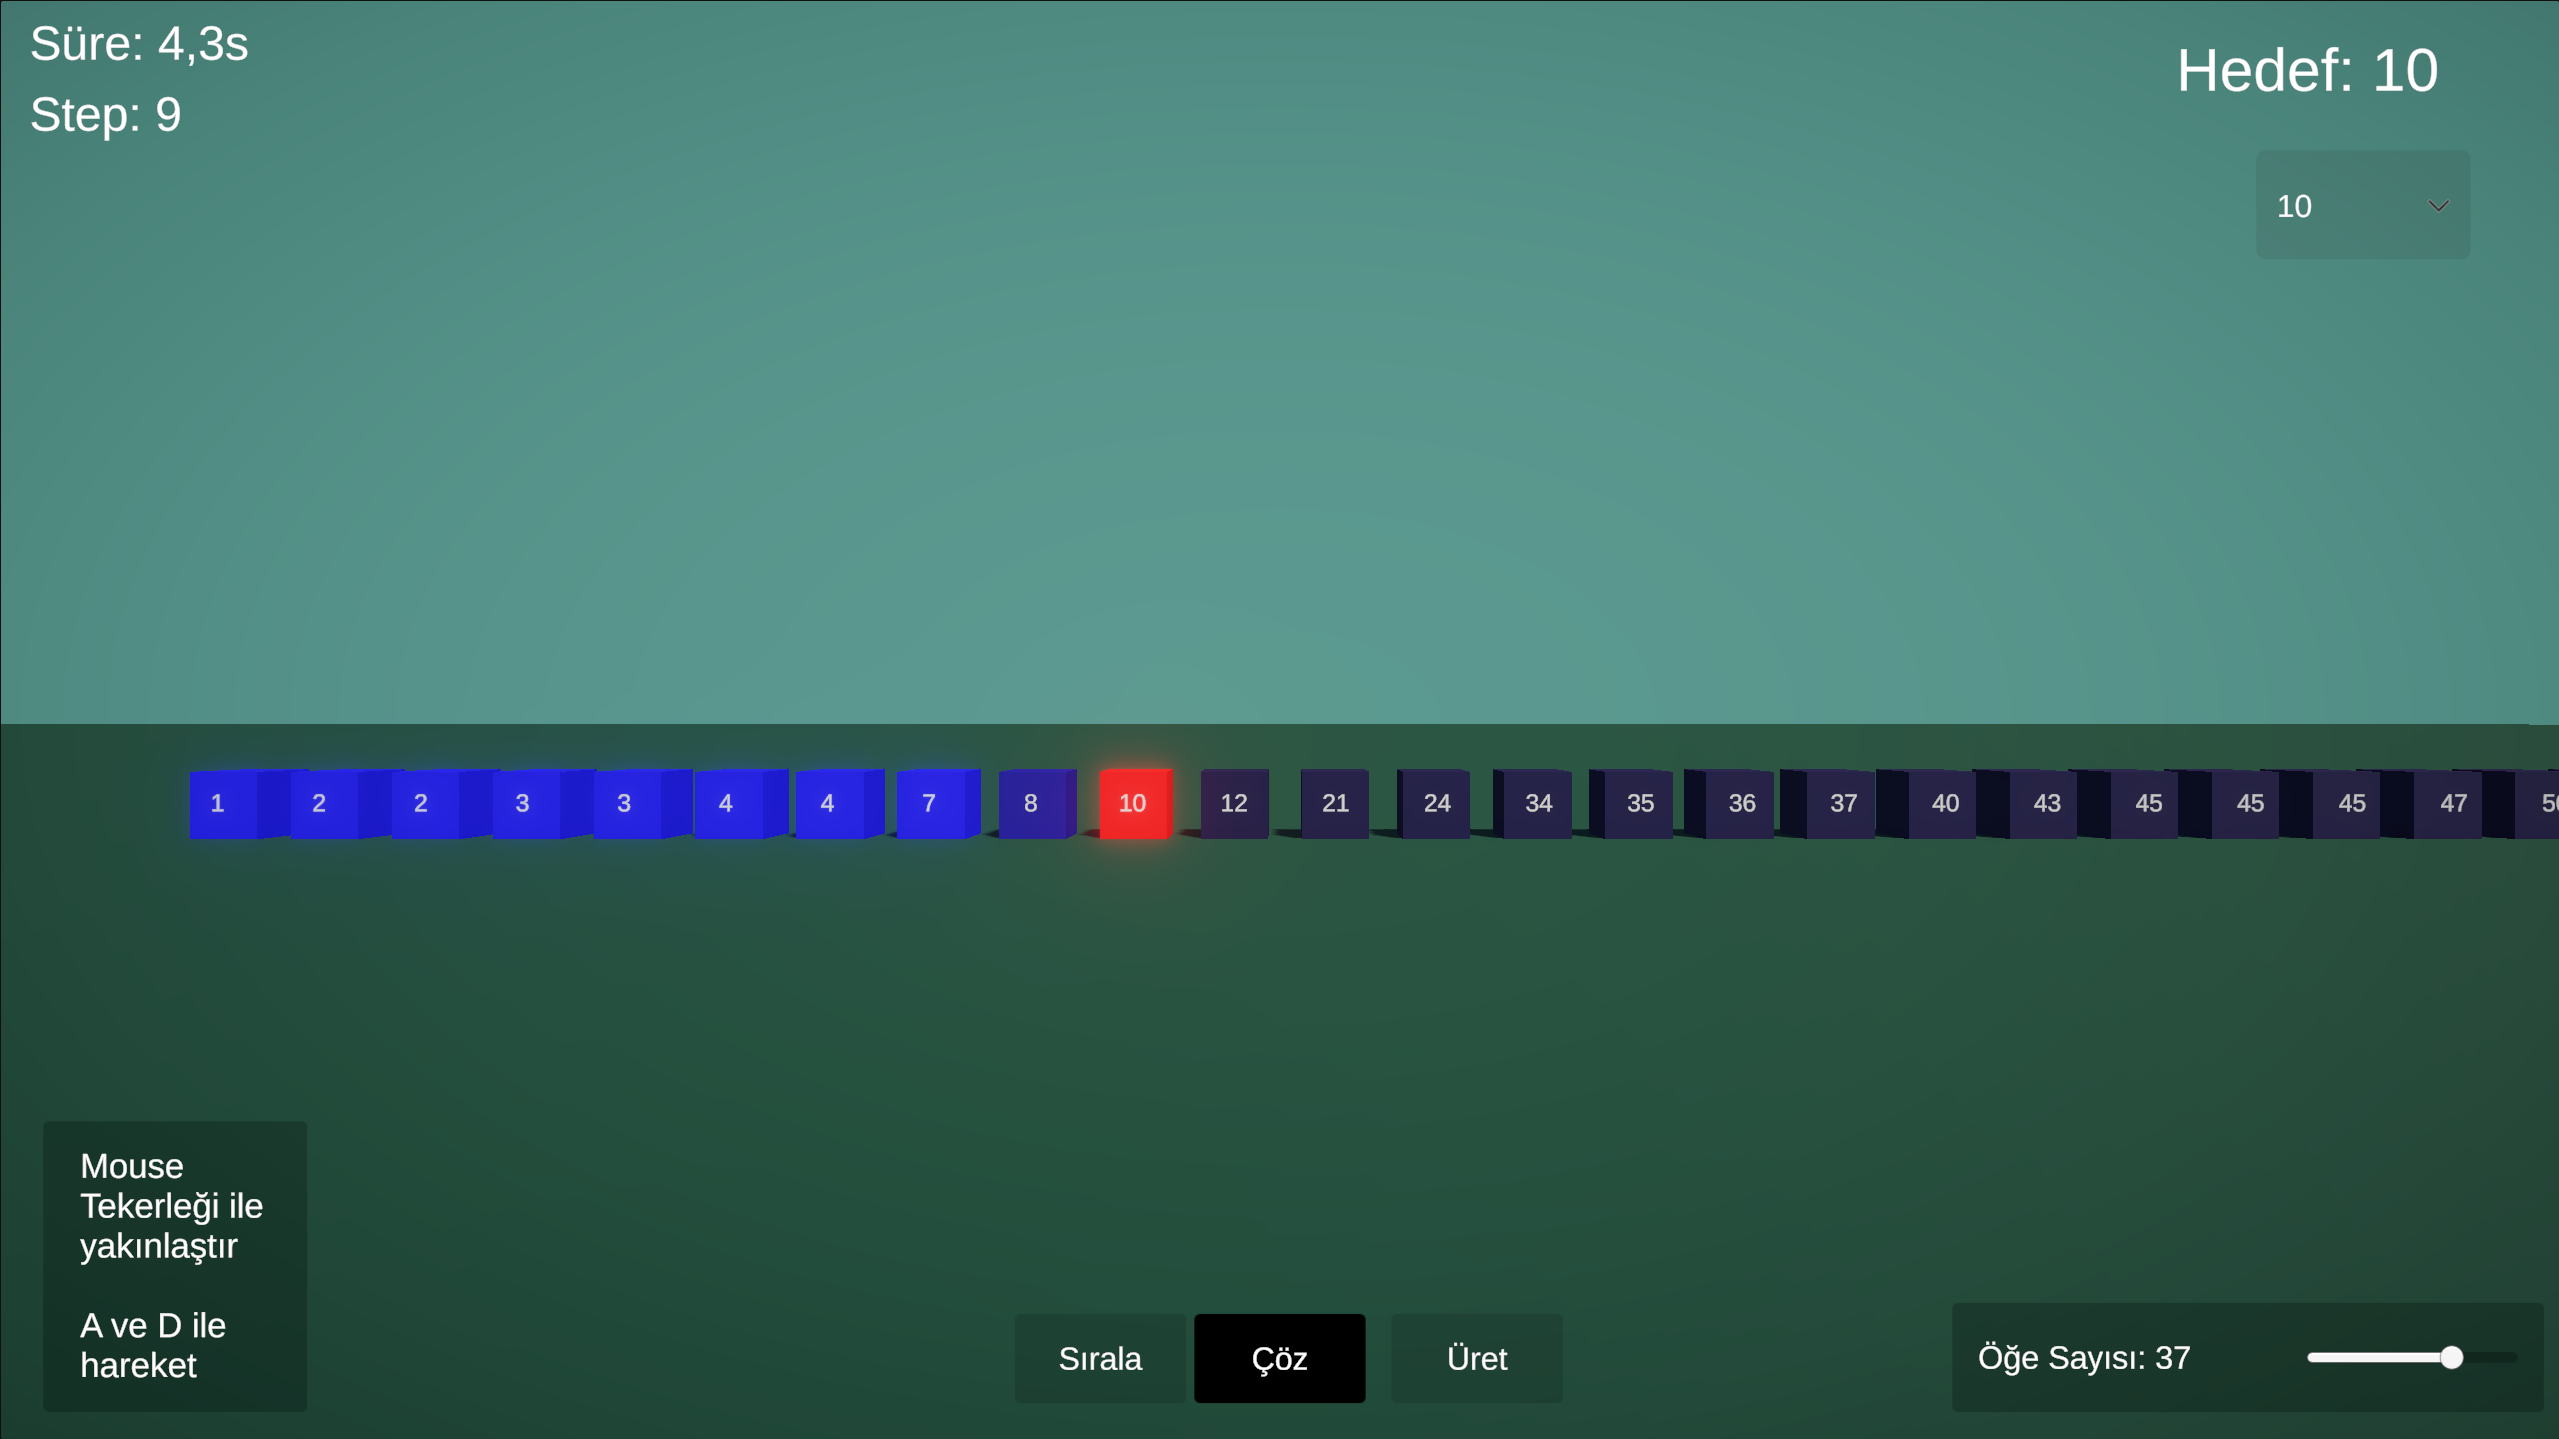 Süre: 4,3s
Step: 9
Hedef: 10
10
1 2 2 3 3 4 4 7 8 10 12 21 24 34 35 36 37 40 43 45 45 45 47
Mouse
Tekerleği ile
yakınlaştır
A ve D ile
hareket
Sırala
Çöz
Üret
Öğe Sayısı: 37